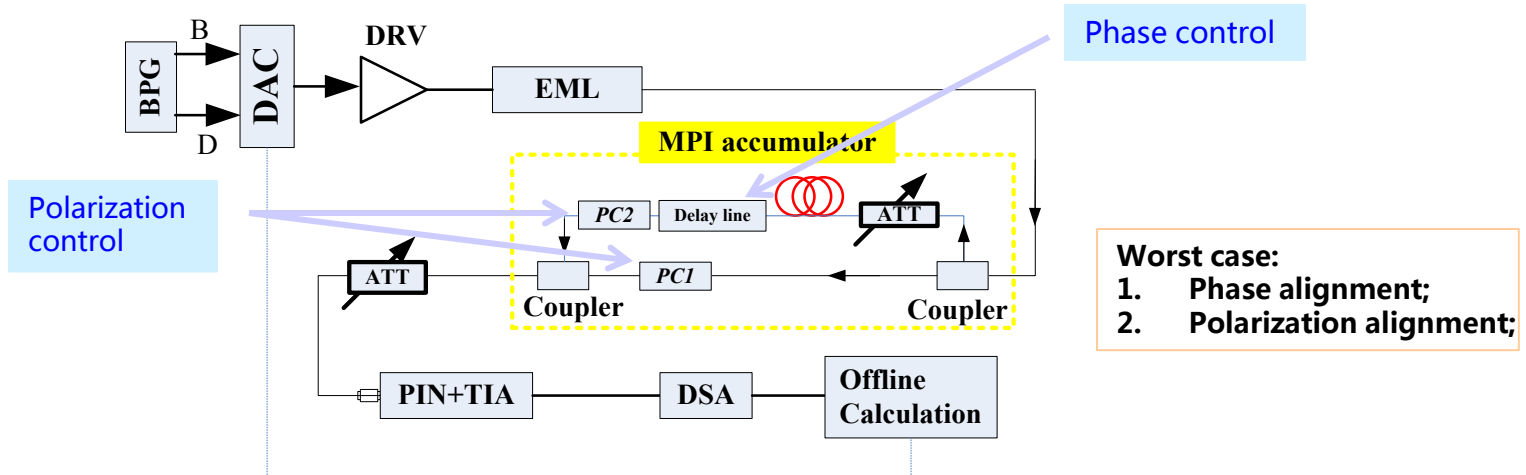 B
DRV
Phase control
BPG
DAC
EML
D
MPI accumulator
Polarization
control
PC2
Delay line
ATT
ATT
PC1
Coupler
Coupler
Worst case:
1. Phase alignment;
2. Polarization alignment;
PIN+TIA
DSA
Offline
Calculation